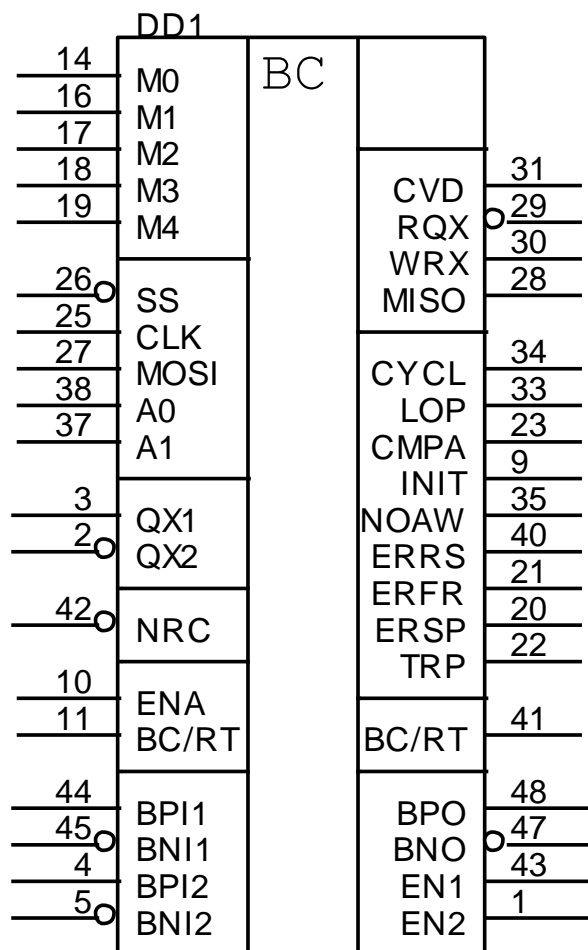 DD1
BC
14 M0
16 M1
17 M2
18 M3
19 M4
26 SS
25 CLK
27 MOSI
38 A0
37 A1
3 QX1
2 QX2
42 NRC
10 ENA
11 BC/RT
44 BPI1
45 BNI1
4 BPI2
5 BNI2
CVD 31
RQX 29
WRX 30
MISO 28
CYCL 34
LOP 33
CMPA 23
INIT 9
NOAW 35
ERRS 40
ERFR 21
ERSP 20
TRP 22
BC/RT 41
BPO 48
BNO 47
EN1 43
EN2 1